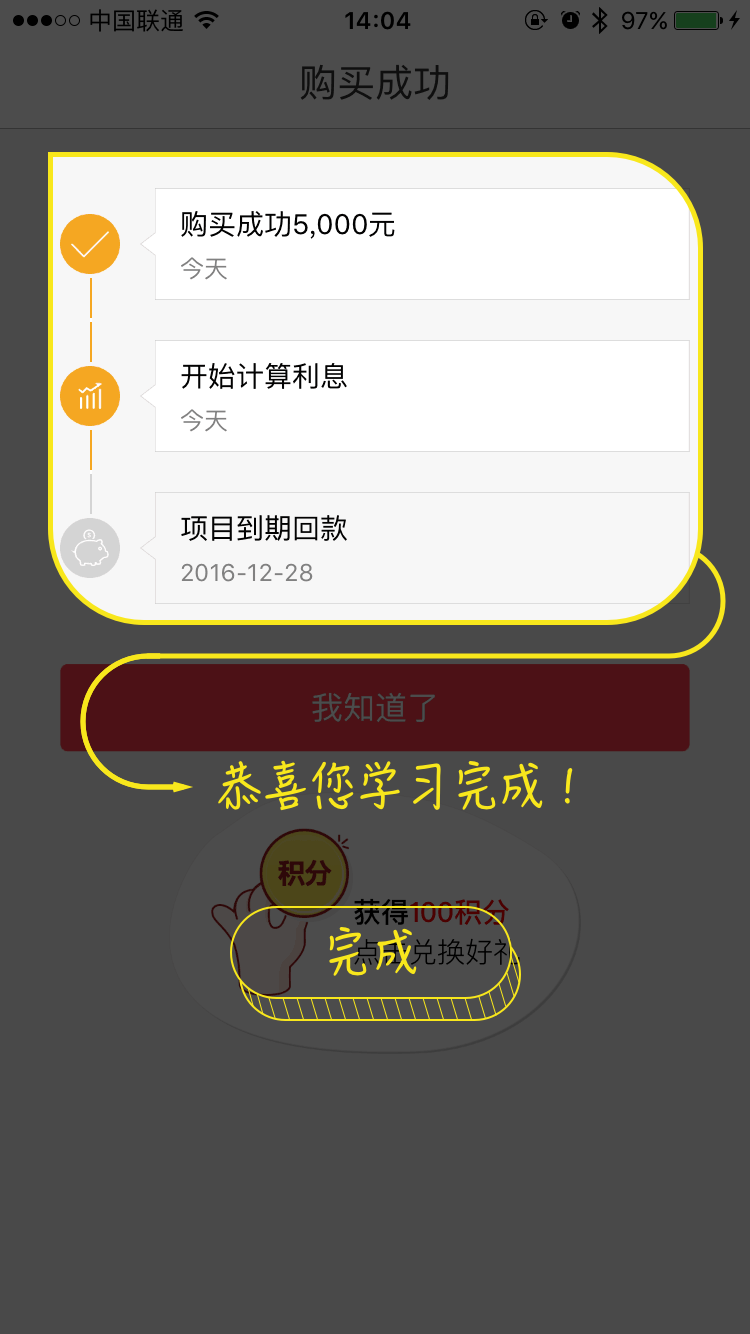 中国联通 14:04 97%
购买成功
购买成功5,000元
今天
开始计算利息
今天
项目到期回款
2016-12-28
我知道了
恭喜您学习完成！
积分
获得100积分
点击兑换好礼
完成